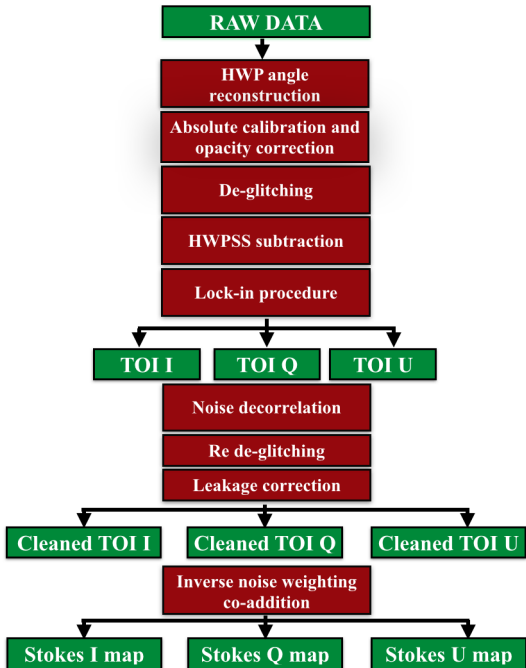 RAW DATA
HWP angle
reconstruction
Absolute calibration and
opacity correction
De-glitching
HWPSS subtraction
Lock-in procedure
TOI I
TOI Q
TOI U
Noise decorrelation
Re de-glitching
Leakage correction
Cleaned TOI I
Cleaned TOI Q
Cleaned TOI U
Inverse noise weighting
co-addition
Stokes I map
Stokes Q map
Stokes U map